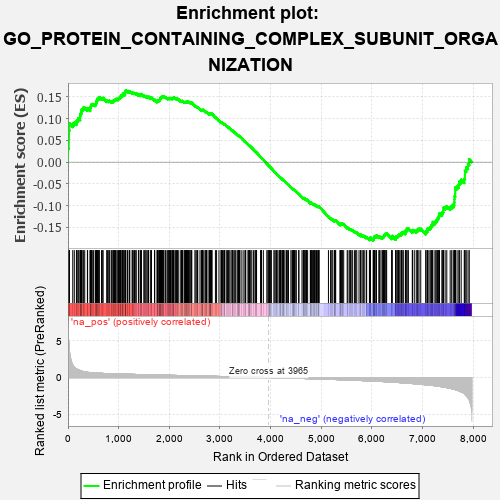 Enrichment plot:
GO_PROTEIN_CONTAINING_COMPLEX_SUBUNIT_ORGA
NIZATION
Enrichment score (ES)
0.15
0.10
0.05
0.00
-0.05
-0.10
-0.15
'na_pos' (positively correlated)
Ranked list metric (PreRanked)
5
0
-5
Zero cross at 3965
'na_neg' (negatively correlated)
0
1,000
2,000
3,000
4,000
5,000
6,000
7,000
8,000
Rank in Ordered Dataset
Enrichment profile
Hits
Ranking metric scores